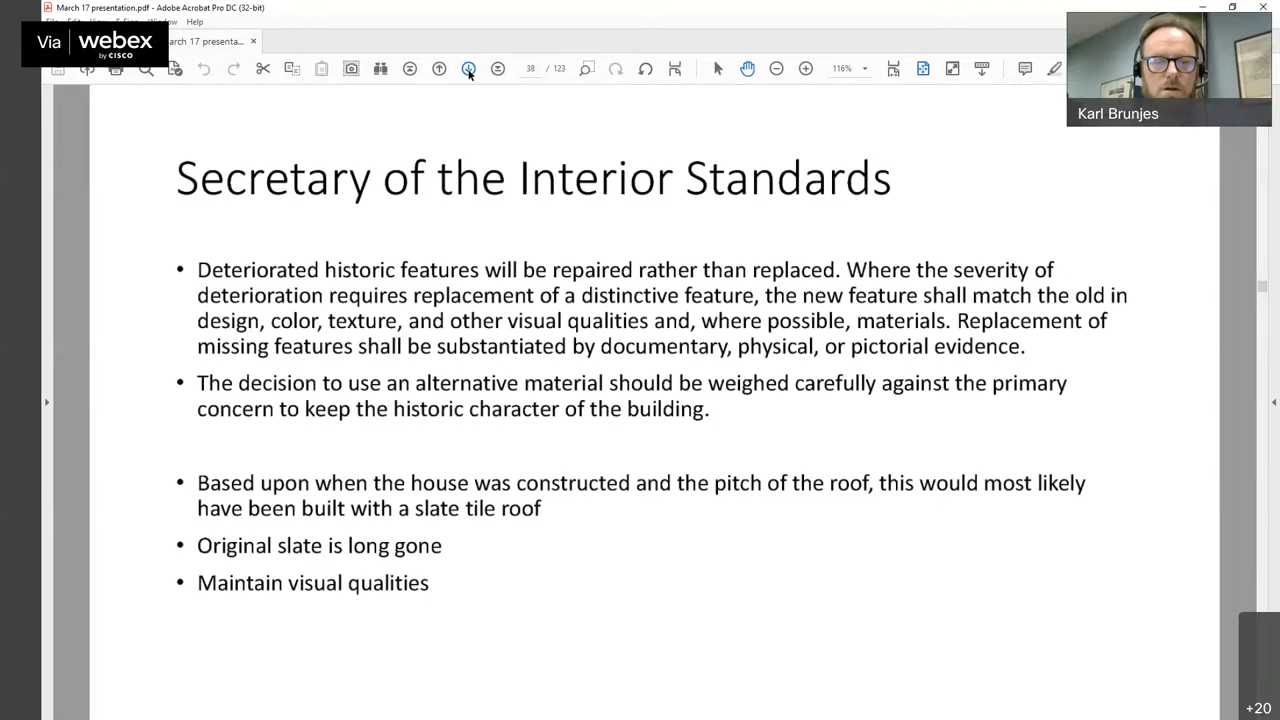 March 17 presentation.pdf - Adobe Acrobat Pro DC (32-bit)
Help
Via webex
by CISCO
arch 17 presenta... ×
38 / 123
116%
Karl Brunjes
Secretary of the Interior Standards
• Deteriorated historic features will be repaired rather than replaced. Where the severity of
deterioration requires replacement of a distinctive feature, the new feature shall match the old in
design, color, texture, and other visual qualities and, where possible, materials. Replacement of
missing features shall be substantiated by documentary, physical, or pictorial evidence.
• The decision to use an alternative material should be weighed carefully against the primary
concern to keep the historic character of the building.
• Based upon when the house was constructed and the pitch of the roof, this would most likely
have been built with a slate tile roof
• Original slate is long gone
• Maintain visual qualities
+20